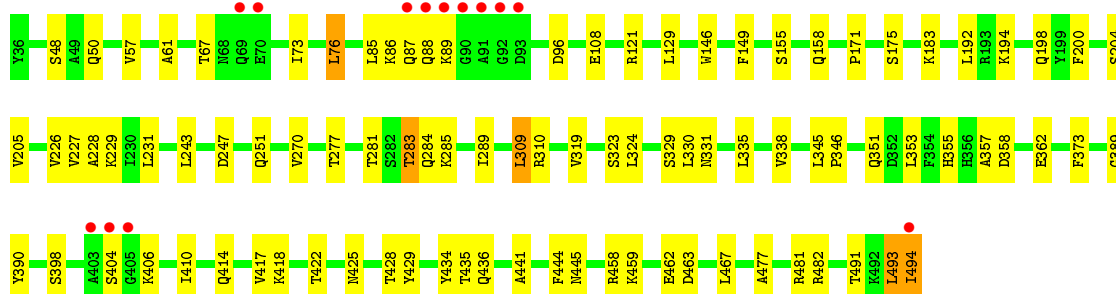 Y36 S48 A49 Q50 V57 A61 T67 N68 Q69 E70 I73 L76 L85 K86 Q87 Q88 K89 G90 A91 G92 D93 D96 E108 R121 L129 W146 F149 S155 Q158 P171 S175 K183 L192 R193 K194 Q198 Y199 F200
V205 V226 V227 A228 K229 I230 L231 L243 D247 Q251 V270 T277 T281 S282 T283 Q284 K285 I289 L309 R310 V319 S323 L324 S329 L330 N331 L335 V338 L345 P346 Q351 D352 L353 F354 H355 H356 A357 D358 E362 F373
Y390 S398 A403 S404 G405 K406 I410 Q414 V417 K418 T422 N425 T428 Y429 Y434 T435 Q436 A441 F444 N445 R458 K459 E462 D463 L467 A477 R481 R482 T491 K492 L493 I494